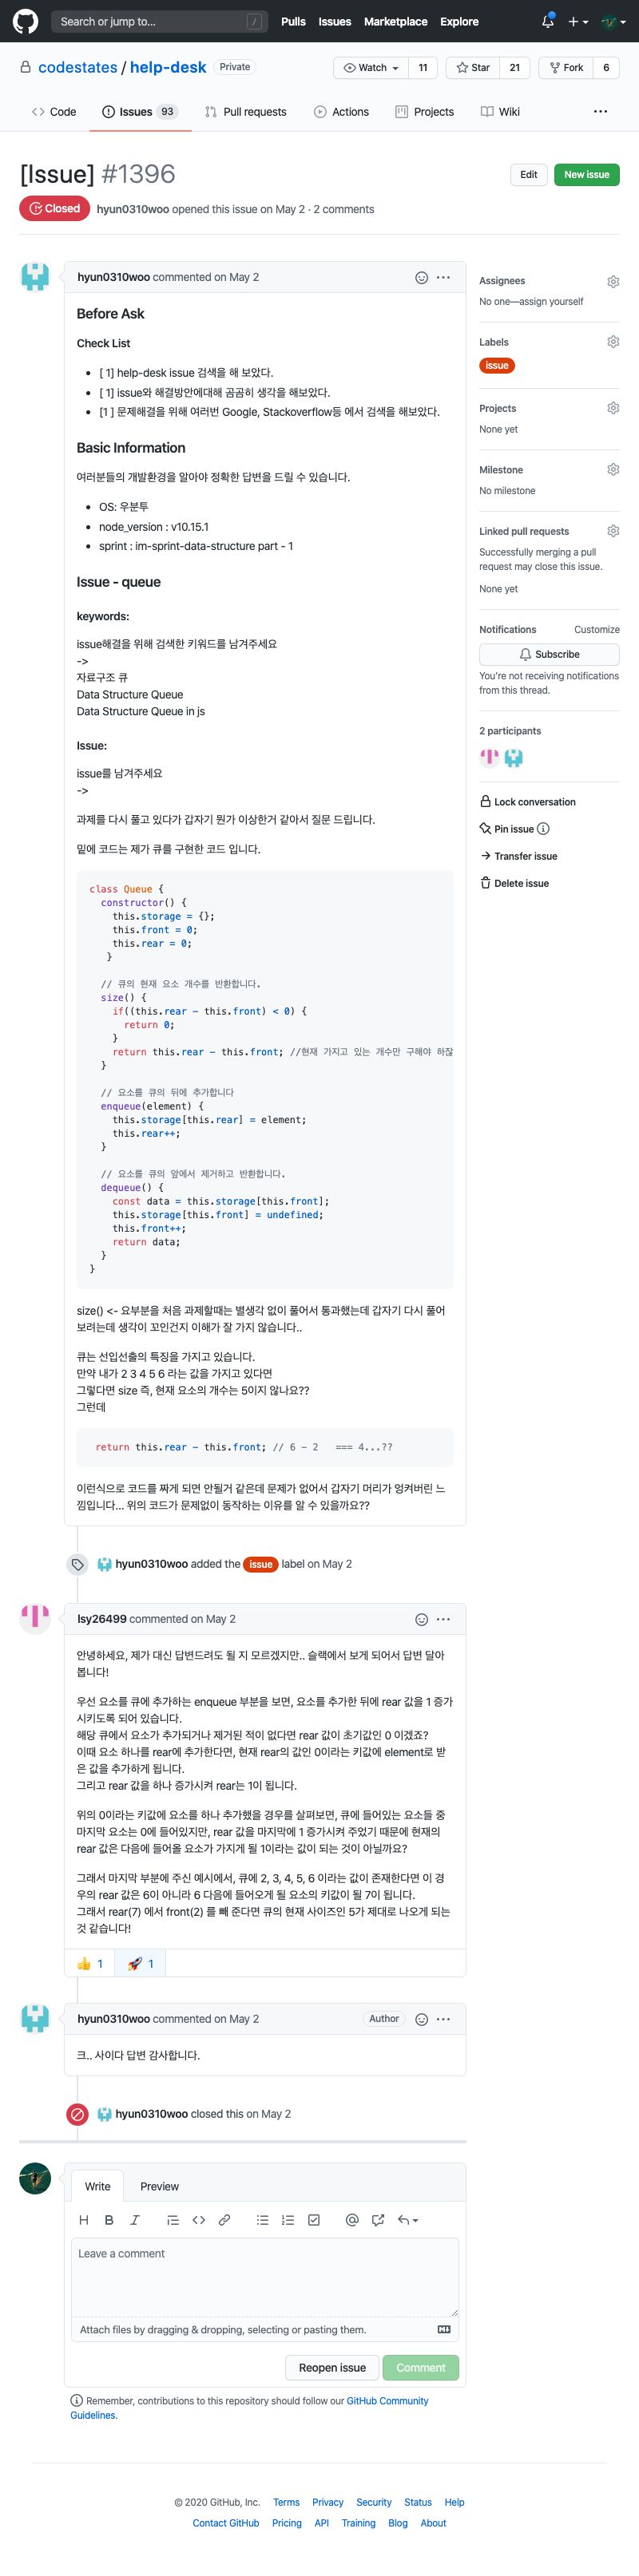 Search or jump to...
/
Pulls Issues Marketplace Explore
codestates / help-desk Private
Watch 11 Star 21 Fork 6
Code Issues 93 Pull requests Actions Projects Wiki
[Issue] #1396
Edit New issue
Closed hyun0310woo opened this issue on May 2 · 2 comments
hyun0310woo commented on May 2
Before Ask
Check List
• [ 1] help-desk issue 검색을 해 보았다.
• [ 1] issue와 해결방안에대해 곰곰히 생각을 해보았다.
• [1 ] 문제해결을 위해 여러번 Google, Stackoverflow등 에서 검색을 해보았다.
Basic Information
여러분들의 개발환경을 알아야 정확한 답변을 드릴 수 있습니다.
• OS: 우분투
• node_version : v10.15.1
• sprint : im-sprint-data-structure part - 1
Issue - queue
keywords:
issue해결을 위해 검색한 키워드를 남겨주세요
->
자료구조 큐
Data Structure Queue
Data Structure Queue in js
Issue:
issue를 남겨주세요
->
과제를 다시 풀고 있다가 갑자기 뭔가 이상한거 같아서 질문 드립니다.
밑에 코드는 제가 큐를 구현한 코드 입니다.
class Queue {
constructor() {
this.storage = {};
this.front = 0;
this.rear = 0;
}
// 큐의 현재 요소 개수를 반환합니다.
size() {
if((this.rear - this.front) < 0) {
return 0;
}
return this.rear - this.front; //현재 가지고 있는 개수만 구해야 하잖
}
// 요소를 큐의 뒤에 추가합니다
enqueue(element) {
this.storage[this.rear] = element;
this.rear++;
}
// 요소를 큐의 앞에서 제거하고 반환합니다.
dequeue() {
const data = this.storage[this.front];
this.storage[this.front] = undefined;
this.front++;
return data;
}
}
size() <- 요부분을 처음 과제할때는 별생각 없이 풀어서 통과했는데 갑자기 다시 풀어
보려는데 생각이 꼬인건지 이해가 잘 가지 않습니다..
큐는 선입선출의 특징을 가지고 있습니다.
만약 내가 2 3 4 5 6 라는 값을 가지고 있다면
그렇다면 size 즉, 현재 요소의 개수는 5이지 않나요??
그런데
return this.rear - this.front; // 6 - 2 === 4...??
이런식으로 코드를 짜게 되면 안될거 같은데 문제가 없어서 갑자기 머리가 엉켜버린 느
낌입니다... 위의 코드가 문제없이 동작하는 이유를 알 수 있을까요??
hyun0310woo added the issue label on May 2
lsy26499 commented on May 2
안녕하세요, 제가 대신 답변드려도 될 지 모르겠지만.. 슬랙에서 보게 되어서 답변 달아
봅니다!
우선 요소를 큐에 추가하는 enqueue 부분을 보면, 요소를 추가한 뒤에 rear 값을 1 증가
시키도록 되어 있습니다.
해당 큐에서 요소가 추가되거나 제거된 적이 없다면 rear 값이 초기값인 0 이겠죠?
이때 요소 하나를 rear에 추가한다면, 현재 rear의 값인 0이라는 키값에 element로 받
은 값을 추가하게 됩니다.
그리고 rear 값을 하나 증가시켜 rear는 1이 됩니다.
위의 0이라는 키값에 요소를 하나 추가했을 경우를 살펴보면, 큐에 들어있는 요소들 중
마지막 요소는 0에 들어있지만, rear 값을 마지막에 1 증가시켜 주었기 때문에 현재의
rear 값은 다음에 들어올 요소가 가지게 될 1이라는 값이 되는 것이 아닐까요?
그래서 마지막 부분에 주신 예시에서, 큐에 2, 3, 4, 5, 6 이라는 값이 존재한다면 이 경
우의 rear 값은 6이 아니라 6 다음에 들어오게 될 요소의 키값이 될 7이 됩니다.
그래서 rear(7) 에서 front(2) 를 빼 준다면 큐의 현재 사이즈인 5가 제대로 나오게 되는
것 같습니다!
👍 1 🚀 1
hyun0310woo commented on May 2 Author
크.. 사이다 답변 감사합니다.
hyun0310woo closed this on May 2
Write Preview
H B I
Leave a comment
Attach files by dragging & dropping, selecting or pasting them.
Reopen issue Comment
Remember, contributions to this repository should follow our GitHub Community
Guidelines.
Assignees
No one—assign yourself
Labels
issue
Projects
None yet
Milestone
No milestone
Linked pull requests
Successfully merging a pull
request may close this issue.
None yet
Notifications Customize
Subscribe
You're not receiving notifications
from this thread.
2 participants
Lock conversation
Pin issue
Transfer issue
Delete issue
© 2020 GitHub, Inc. Terms Privacy Security Status Help
Contact GitHub Pricing API Training Blog About